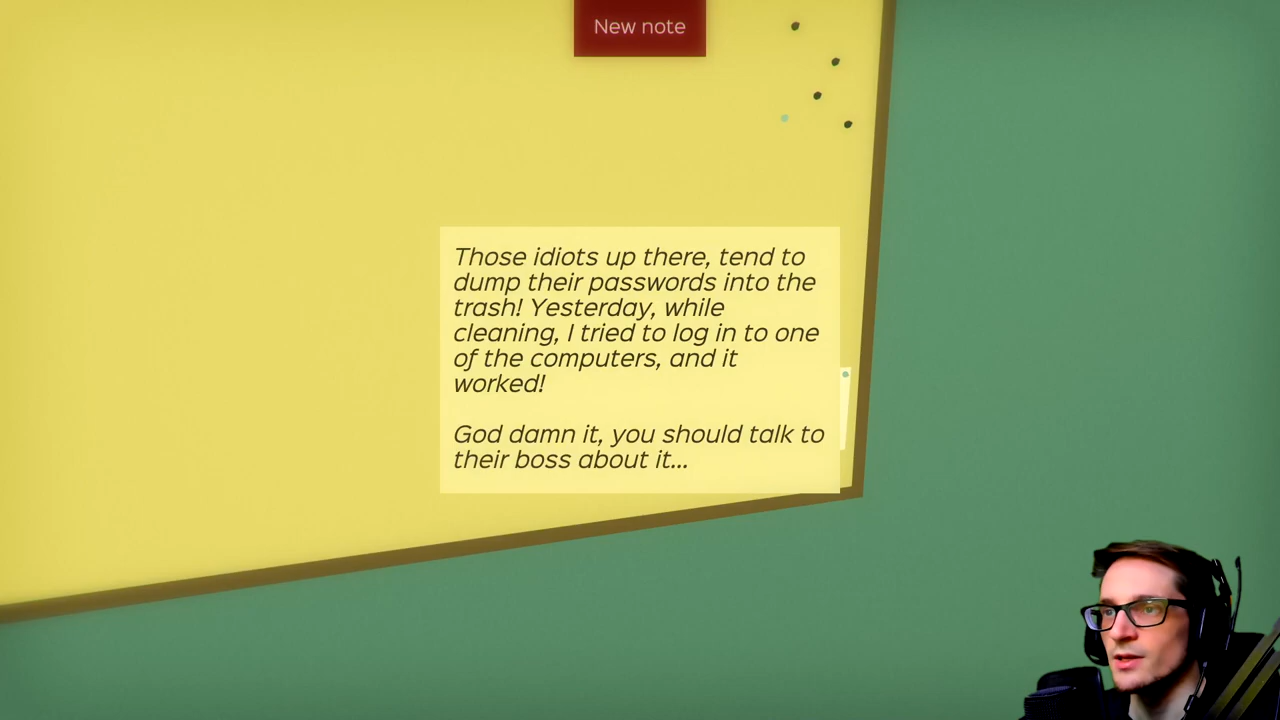 New note
Those idiots up there, tend to
dump their passwords into the
trash! Yesterday, while
cleaning, I tried to log in to one
of the computers, and it
worked!
God damn it, you should talk to
their boss about it...